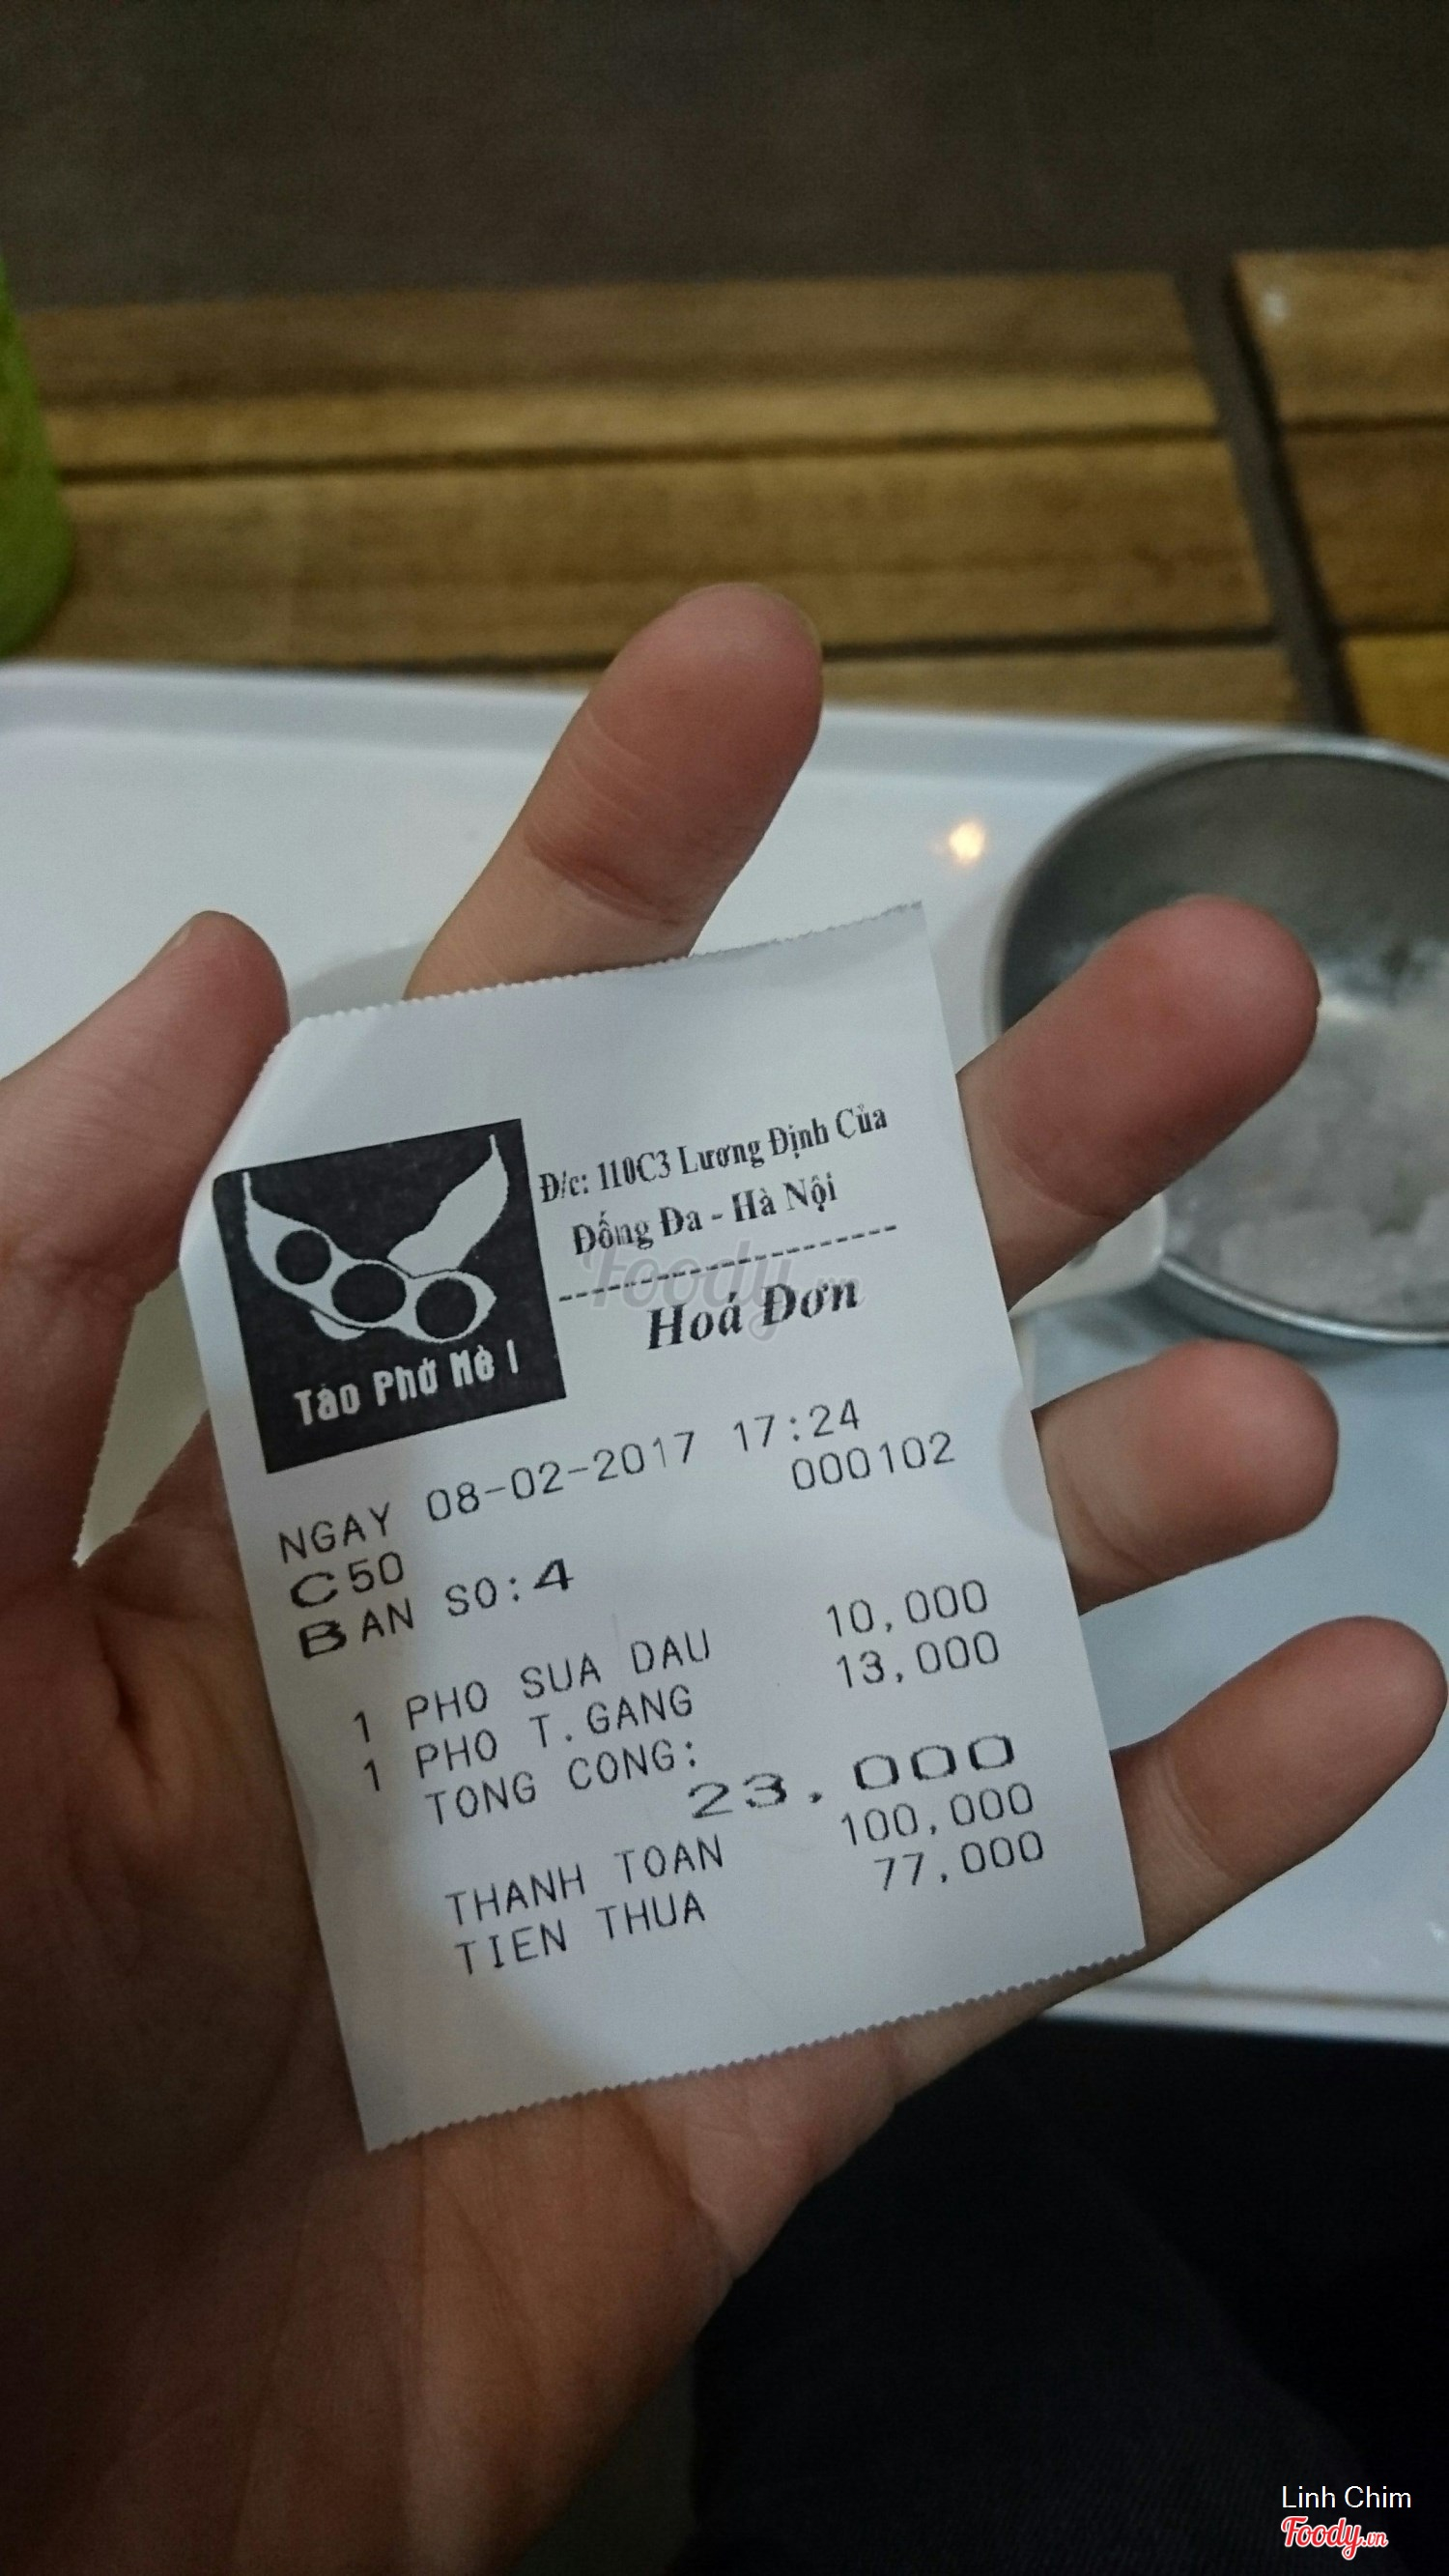 Đ/c: 110C3 Lương Định Của
Đống Đa - Hà Nội
Hoá Đơn
Tào Phớ Mè !
NGAY 08-02-2017 17:24
C50 000102
BAN SO:4
1 PHO SUA DAU 10,000
1 PHO T.GANG 13,000
TONG CONG:
23.000
THANH TOAN 100,000
TIEN THUA 77,000
Foody.vn
Linh Chim
Foody.vn